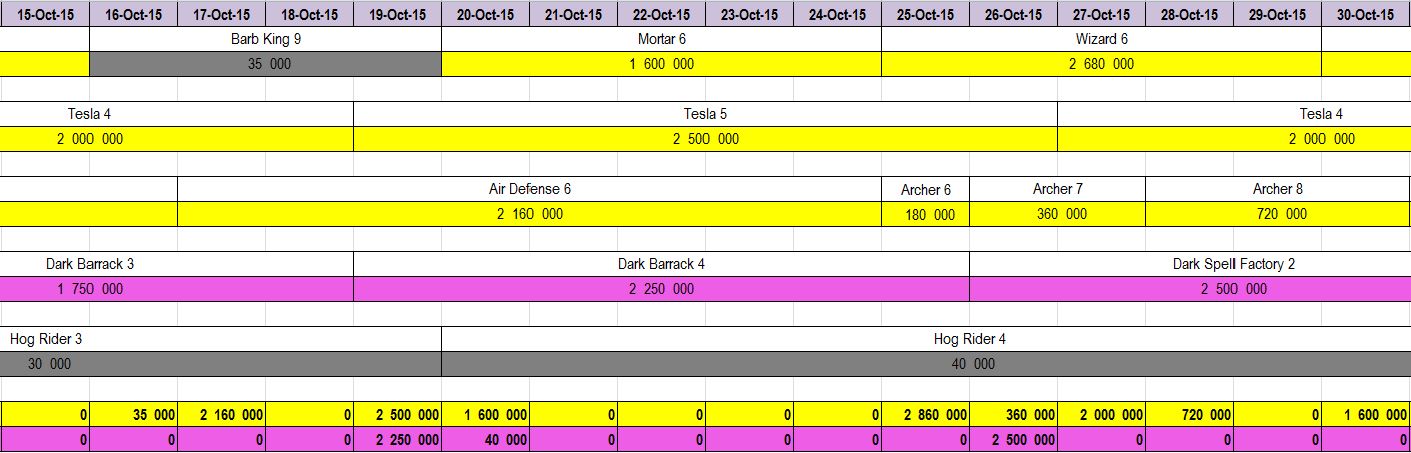 15-Oct-15 16-Oct-15 17-Oct-15 18-Oct-15 19-Oct-15 20-Oct-15 21-Oct-15 22-Oct-15 23-Oct-15 24-Oct-15 25-Oct-15 26-Oct-15 27-Oct-15 28-Oct-15 29-Oct-15 30-Oct-15
Barb King 9 Mortar 6 Wizard 6
35 000 1 600 000 2 680 000
Tesla 4 Tesla 5 Tesla 4
2 000 000 2 500 000 2 000 000
Air Defense 6 Archer 6 Archer 7 Archer 8
2 160 000 180 000 360 000 720 000
Dark Barrack 3 Dark Barrack 4 Dark Spell Factory 2
1 750 000 2 250 000 2 500 000
Hog Rider 3 Hog Rider 4
30 000 40 000
0 35 000 2 160 000 0 2 500 000 1 600 000 0 0 0 0 2 860 000 360 000 2 000 000 720 000 0 1 600 000
0 0 0 0 2 250 000 40 000 0 0 0 0 0 2 500 000 0 0 0 0